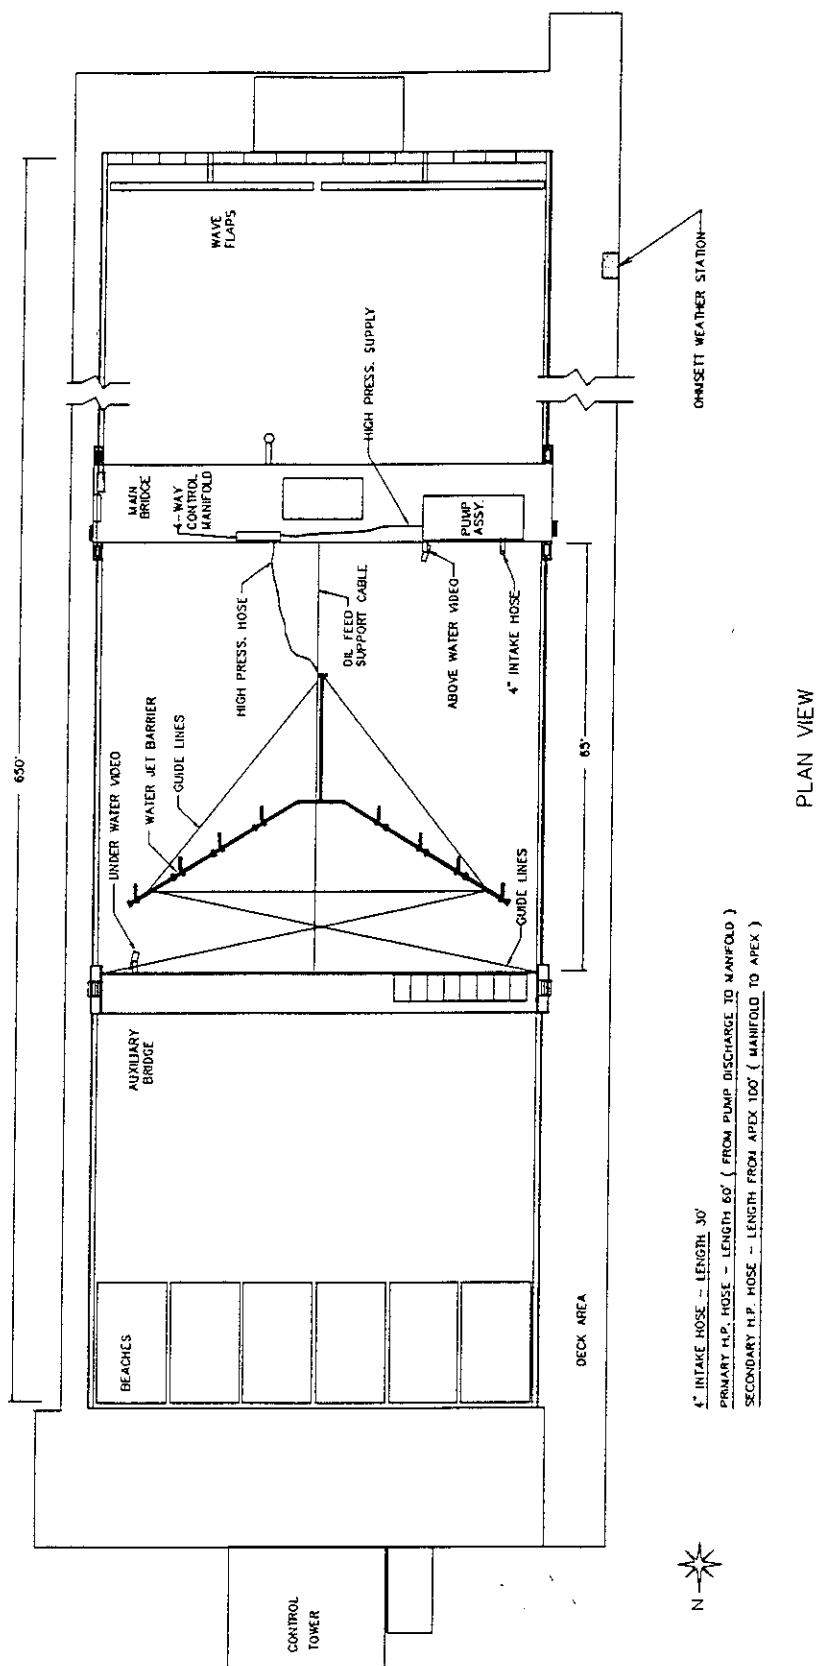 650'
WAVE
FLAPS
OHMSETT WEATHER STATION
HIGH PRESS. SUPPLY
MAIN
BRIDGE
4-WAY
CONTROL
MANIFOLD
PUMP
ASSY.
HIGH PRESS. HOSE
OIL FEED
SUPPORT CABLE
ABOVE WATER VIDEO
4" INTAKE HOSE
UNDER WATER VIDEO
WATER JET BARRIER
GUIDE LINES
65'
GUIDE LINES
AUXILIARY
BRIDGE
BEACHES
DECK AREA
CONTROL
TOWER
4" INTAKE HOSE - LENGTH 30'
PRIMARY H.P. HOSE - LENGTH 60' ( FROM PUMP DISCHARGE TO MANIFOLD )
SECONDARY H.P. HOSE - LENGTH FROM APEX 100' ( MANIFOLD TO APEX )
N
PLAN VIEW